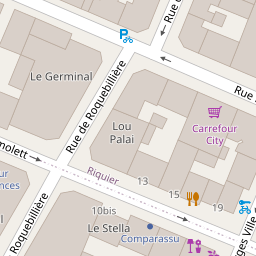 Rue
Le Germinal
Rue de Roquebillière
Rue
Lou
Palai
Carrefour
City
Riquier
13
15
19
10bis
Roquebillière
Le Stella
Comparassu